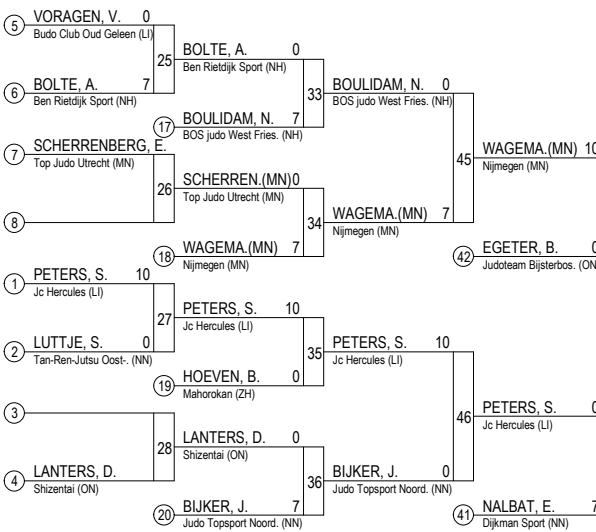 5 VORAGEN, V. 0
Budo Club Oud Geleen (LI)
25 BOLTE, A. 0
Ben Rietdijk Sport (NH)
6 BOLTE, A. 7
Ben Rietdijk Sport (NH)
33 BOULIDAM, N. 0
BOS judo West Fries. (NH)
17 BOULIDAM, N. 7
BOS judo West Fries. (NH)
7 SCHERRENBERG, E.
Top Judo Utrecht (MN)
45 WAGEMA.(MN) 10
Nijmegen (MN)
26 SCHERREN.(MN) 0
Top Judo Utrecht (MN)
8
34 WAGEMA.(MN) 7
Nijmegen (MN)
18 WAGEMA.(MN) 7
Nijmegen (MN)
42 EGETER, B. 0
Judoteam Bijsterbos. (ON
1 PETERS, S. 10
Jc Hercules (LI)
27 PETERS, S. 10
Jc Hercules (LI)
2 LUTTJE, S. 0
Tan-Ren-Jutsu Oost-. (NN)
35 PETERS, S. 10
Jc Hercules (LI)
19 HOEVEN, B. 0
Mahorokan (ZH)
3
46 PETERS, S. 0
Jc Hercules (LI)
28 LANTERS, D. 0
Shizentai (ON)
4 LANTERS, D.
Shizentai (ON)
36 BIJKER, J. 0
Judo Topsport Noord. (NN)
20 BIJKER, J. 7
Judo Topsport Noord. (NN)
41 NALBAT, E. 7
Dijkman Sport (NN)